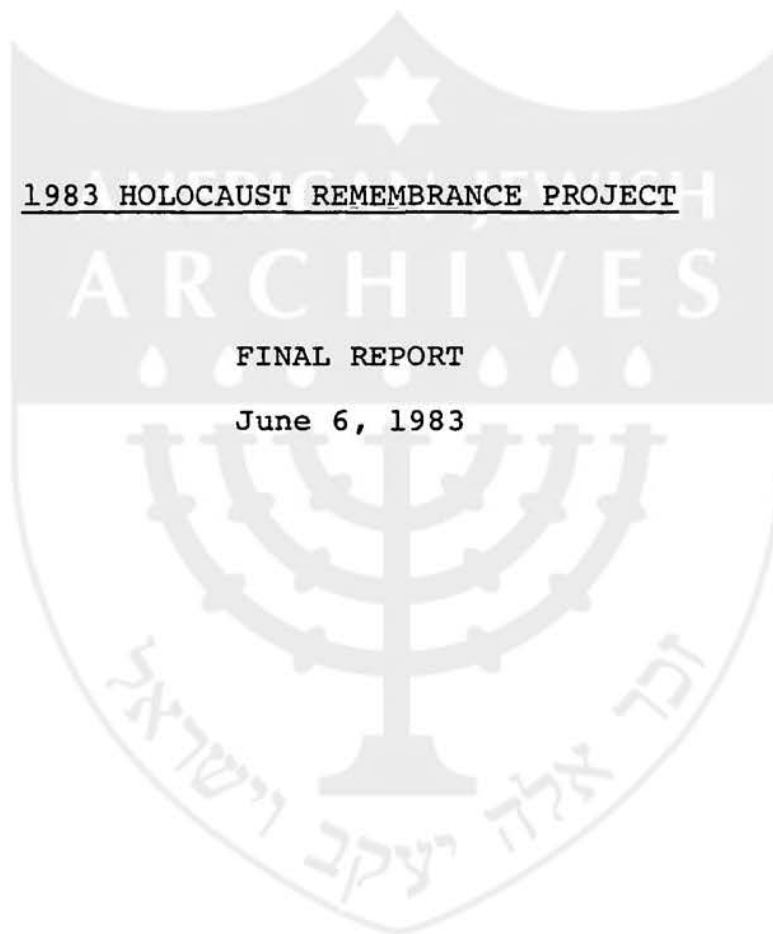 AMERICAN JEWISH
1983 HOLOCAUST REMEMBRANCE PROJECT
ARCHIVES
FINAL REPORT
June 6, 1983
זכר אלה יעקב וישראל